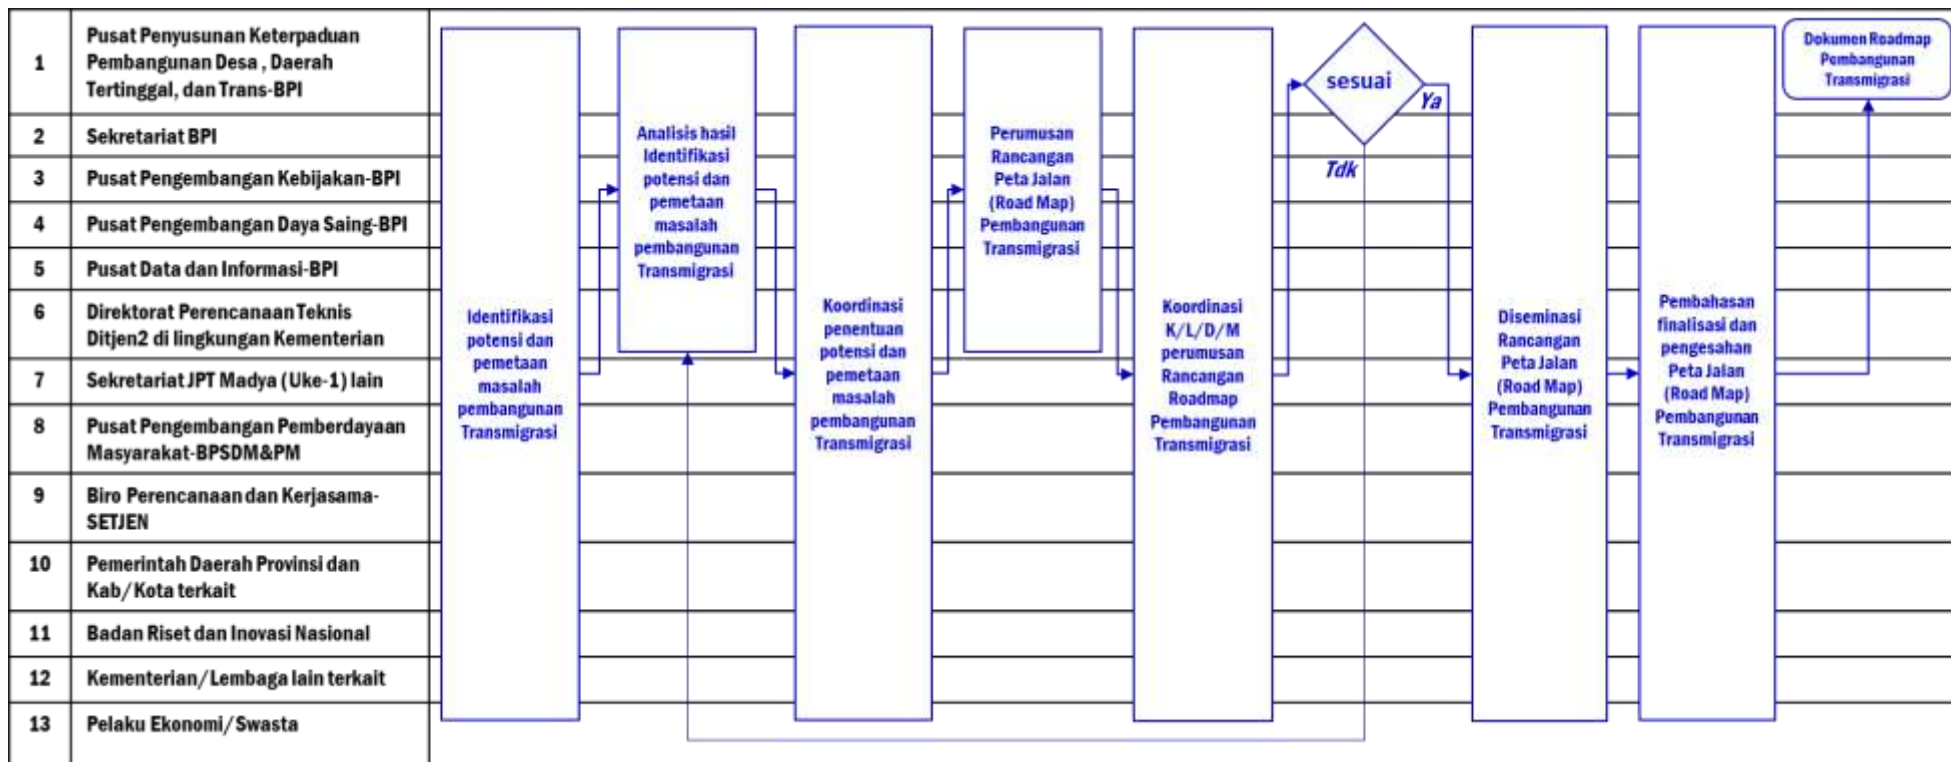 1
Pusat Penyusunan Keterpaduan
Pembangunan Desa , Daerah
Tertinggal, dan Trans-BPI
2
Sekretariat BPI
3
Pusat Pengembangan Kebijakan-BPI
4
Pusat Pengembangan Daya Saing-BPI
5
Pusat Data dan Informasi-BPI
6
Direktorat Perencanaan Teknis
Ditjen2 di lingkungan Kementerian
7
Sekretariat JPT Madya (Uke-1) lain
8
Pusat Pengembangan Pemberdayaan
Masyarakat-BPSDM&PM
9
Biro Perencanaan dan Kerjasama-
SETJEN
10
Pemerintah Daerah Provinsi dan
Kab/Kota terkait
11
Badan Riset dan Inovasi Nasional
12
Kementerian/Lembaga lain terkait
13
Pelaku Ekonomi/Swasta
Identifikasi
potensi dan
pemetaan
masalah
pembangunan
Transmigrasi
Analisis hasil
Identifikasi
potensi dan
pemetaan
masalah
pembangunan
Transmigrasi
Koordinasi
penentuan
potensi dan
pemetaan
masalah
pembangunan
Transmigrasi
Perumusan
Rancangan
Peta Jalan
(Road Map)
Pembangunan
Transmigrasi
Koordinasi
K/L/D/M
perumusan
Rancangan
Roadmap
Pembangunan
Transmigrasi
sesuai
Ya
Tdk
Diseminasi
Rancangan
Peta Jalan
(Road Map)
Pembangunan
Transmigrasi
Pembahasan
finalisasi dan
pengesahan
Peta Jalan
(Road Map)
Pembangunan
Transmigrasi
Dokumen Roadmap
Pembangunan
Transmigrasi